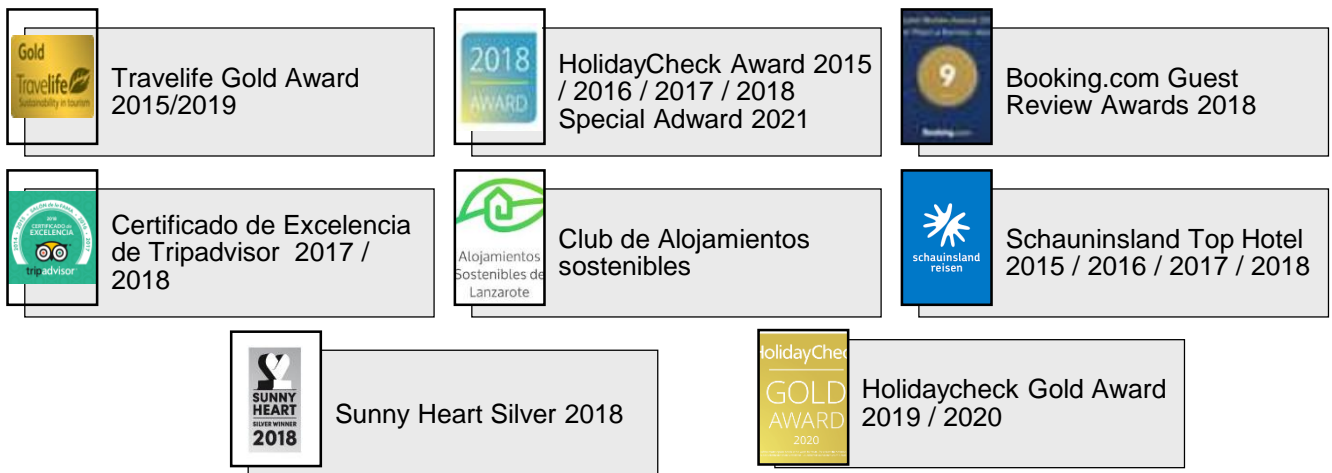 Gold
Travelife
Sustainability in tourism
Travelife Gold Award
2015/2019
2018
AWARD
HolidayCheck Award 2015
/ 2016 / 2017 / 2018
Special Adward 2021
9
Booking.com
Booking.com Guest
Review Awards 2018
CERTIFICADO de
EXCELENCIA
tripadvisor
Certificado de Excelencia
de Tripadvisor 2017 /
2018
Alojamientos
Sostenibles de
Lanzarote
Club de Alojamientos
sostenibles
schauinsland
reisen
Schauninsland Top Hotel
2015 / 2016 / 2017 / 2018
SUNNY
HEART
SILVER WINNER
2018
Sunny Heart Silver 2018
HolidayChec
GOLD
AWARD
2020
Holidaycheck Gold Award
2019 / 2020